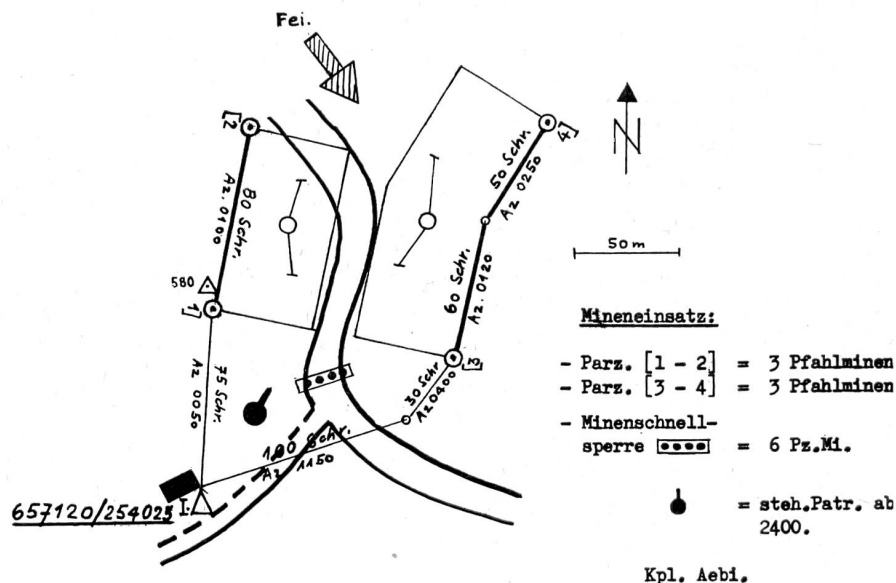 Fei.
[2
80 Schr.
Az. 0100
580
1]
75 Schr.
Az 0050
4]
50 Schr.
Az 0250
60 Schr.
Az. 0120
[3
30 Schr
Az 0400
100 Schr.
Az 1150
I
657120/254025
N
50 m
Mineneinsatz:
- Parz. [1 - 2] = 3 Pfahlminen
- Parz. [3 - 4] = 3 Pfahlminen
- Minenschnell-
sperre = 6 Pz.Mi.
= steh.Patr. ab
2400.
Kpl. Aebi.